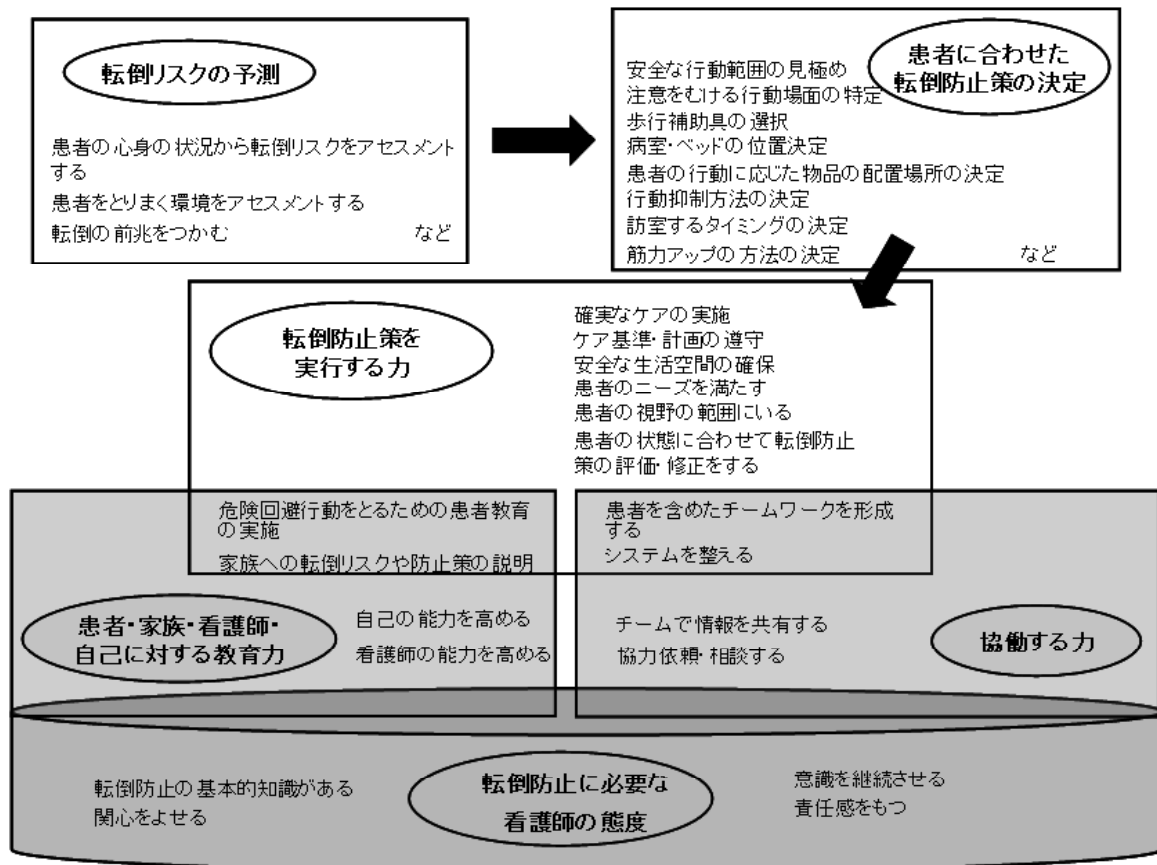 転倒リスクの予測
患者の心身の状況から転倒リスクをアセスメント
する
患者をとりまく環境をアセスメントする
転倒の前兆をつかむ など
患者に合わせた
転倒防止策の決定
安全な行動範囲の見極め
注意をむける行動場面の特定
歩行補助具の選択
病室・ベッドの位置決定
患者の行動に応じた物品の配置場所の決定
行動抑制方法の決定
訪室するタイミングの決定
筋力アップの方法の決定 など
転倒防止策を
実行する力
確実なケアの実施
ケア基準・計画の遵守
安全な生活空間の確保
患者のニーズを満たす
患者の視野の範囲にいる
患者の状態に合わせて転倒防止
策の評価・修正をする
危険回避行動をとるための患者教育
の実施
家族への転倒リスクや防止策の説明
患者を含めたチームワークを形成
する
システムを整える
患者・家族・看護師・
自己に対する教育力
自己の能力を高める
看護師の能力を高める
チームで情報を共有する
協力依頼・相談する
協働する力
転倒防止の基本的知識がある
関心をよせる
転倒防止に必要な
看護師の態度
意識を継続させる
責任感をもつ